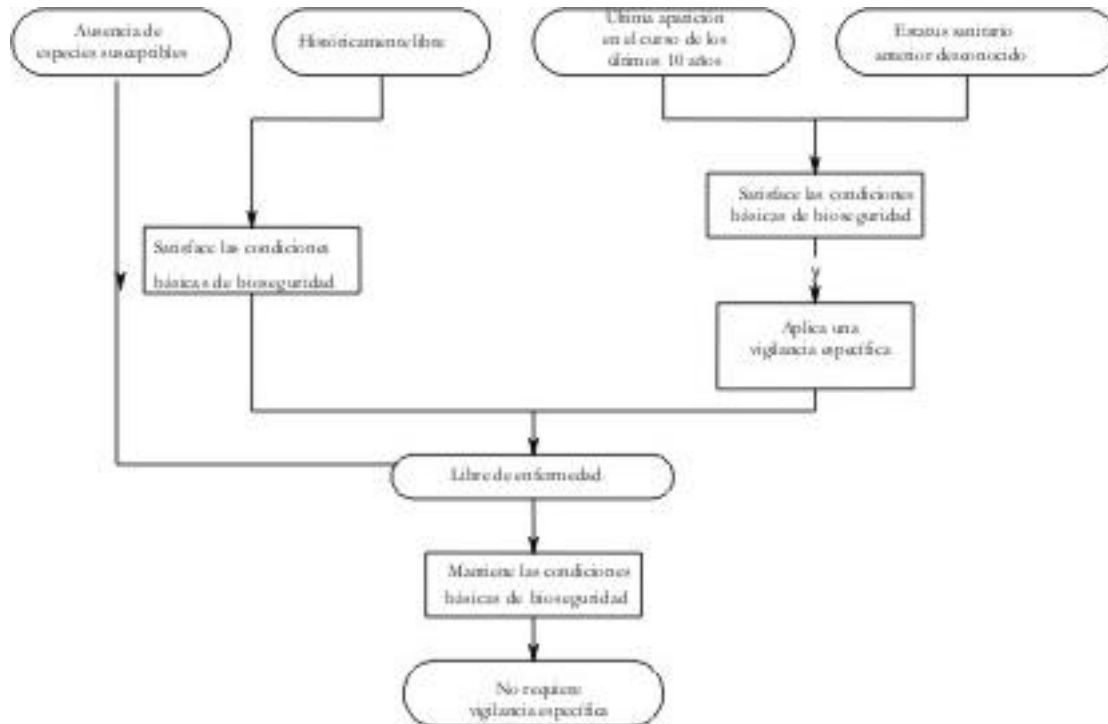 Ausencia de
especies susceptibles
Históricamente libre
Última aparición
en el curso de los
últimos 10 años
Estatus sanitario
anterior desconocido
Satisface las condiciones
básicas de bioseguridad
Satisface las condiciones
básicas de bioseguridad
y
Aplica una
vigilancia específica
Libre de enfermedad
Mantiene las condiciones
básicas de bioseguridad
No requiere
vigilancia específica